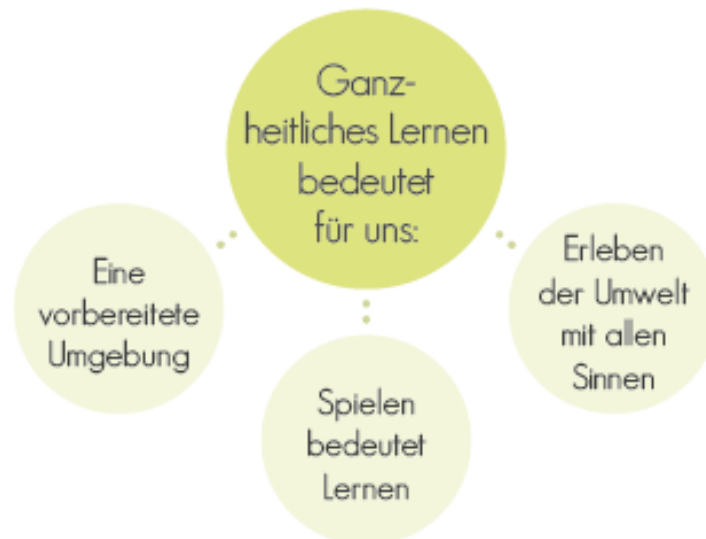 Ganz-
heitliches Lernen
bedeutet
für uns:
Eine
vorbereitete
Umgebung
Spielen
bedeutet
Lernen
Erleben
der Umwelt
mit allen
Sinnen